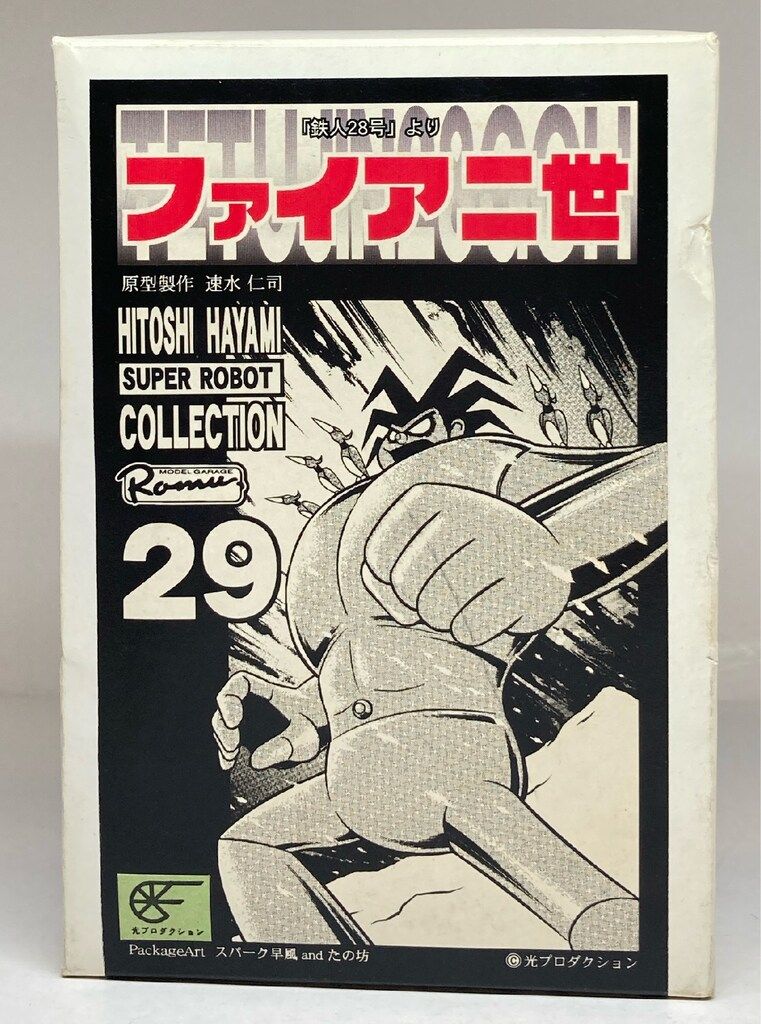 TETUJIN28GOH
「鉄人28号」より
ファイア二世
原型製作 速水 仁司
HITOSHI HAYAMI
SUPER ROBOT
COLLECTION
MODEL GARAGE
Romu
29
光プロダクション
PackageArt スパーク早風 and たの坊
©光プロダクション